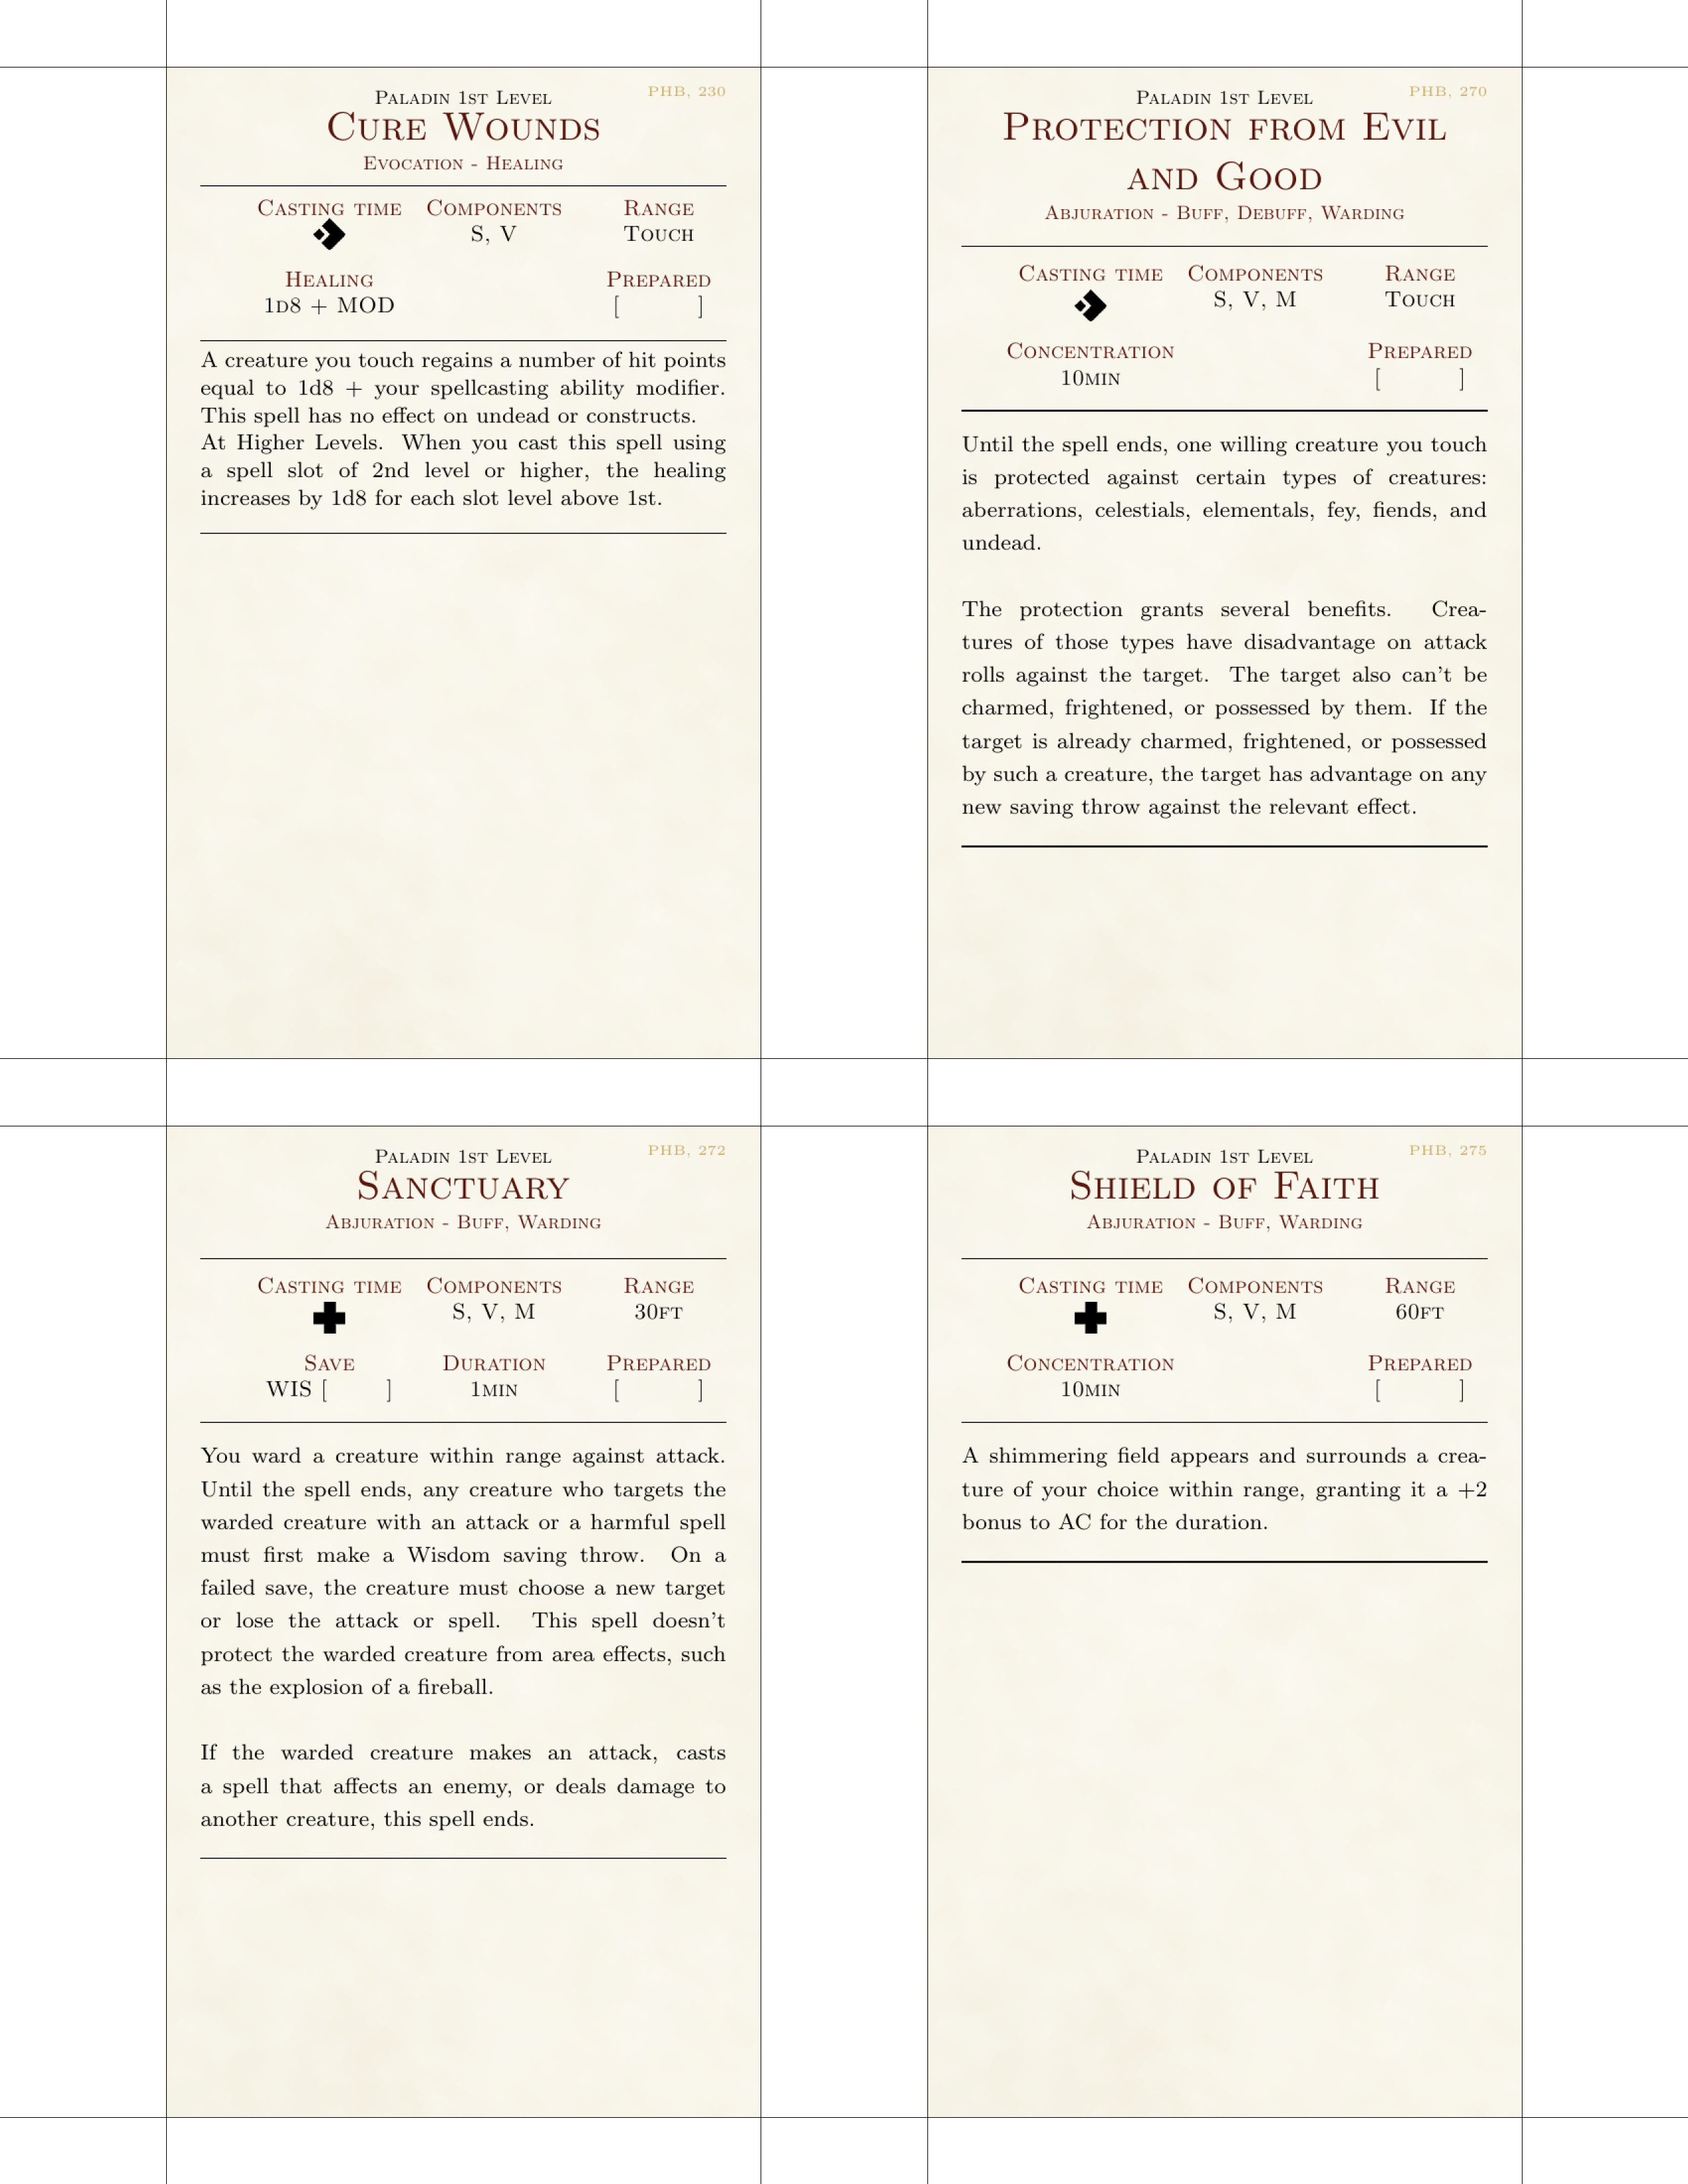 PALADIN 1ST LEVEL
PHB, 230
CURE WOUNDS
EVOCATION - HEALING
CASTING TIME COMPONENTS RANGE
S, V TOUCH
HEALING PREPARED
1D8 + MOD [ ]
A creature you touch regains a number of hit points
equal to 1d8 + your spellcasting ability modifier.
This spell has no effect on undead or constructs.
At Higher Levels. When you cast this spell using
a spell slot of 2nd level or higher, the healing
increases by 1d8 for each slot level above 1st.
PALADIN 1ST LEVEL
PHB, 270
PROTECTION FROM EVIL
AND GOOD
ABJURATION - BUFF, DEBUFF, WARDING
CASTING TIME COMPONENTS RANGE
S, V, M TOUCH
CONCENTRATION PREPARED
10MIN [ ]
Until the spell ends, one willing creature you touch
is protected against certain types of creatures:
aberrations, celestials, elementals, fey, fiends, and
undead.
The protection grants several benefits. Crea-
tures of those types have disadvantage on attack
rolls against the target. The target also can't be
charmed, frightened, or possessed by them. If the
target is already charmed, frightened, or possessed
by such a creature, the target has advantage on any
new saving throw against the relevant effect.
PALADIN 1ST LEVEL
PHB, 272
SANCTUARY
ABJURATION - BUFF, WARDING
CASTING TIME COMPONENTS RANGE
S, V, M 30FT
SAVE DURATION PREPARED
WIS [ ] 1MIN [ ]
You ward a creature within range against attack.
Until the spell ends, any creature who targets the
warded creature with an attack or a harmful spell
must first make a Wisdom saving throw. On a
failed save, the creature must choose a new target
or lose the attack or spell. This spell doesn't
protect the warded creature from area effects, such
as the explosion of a fireball.
If the warded creature makes an attack, casts
a spell that affects an enemy, or deals damage to
another creature, this spell ends.
PALADIN 1ST LEVEL
PHB, 275
SHIELD OF FAITH
ABJURATION - BUFF, WARDING
CASTING TIME COMPONENTS RANGE
S, V, M 60FT
CONCENTRATION PREPARED
10MIN [ ]
A shimmering field appears and surrounds a crea-
ture of your choice within range, granting it a +2
bonus to AC for the duration.